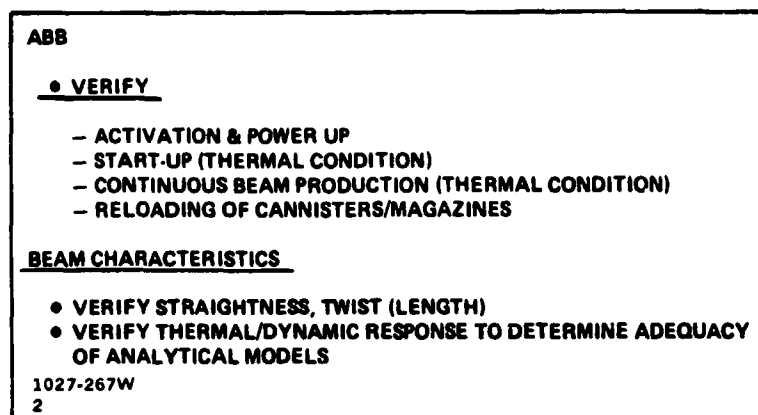 ABB
● VERIFY
– ACTIVATION & POWER UP
– START-UP (THERMAL CONDITION)
– CONTINUOUS BEAM PRODUCTION (THERMAL CONDITION)
– RELOADING OF CANNISTERS/MAGAZINES
BEAM CHARACTERISTICS
● VERIFY STRAIGHTNESS, TWIST (LENGTH)
● VERIFY THERMAL/DYNAMIC RESPONSE TO DETERMINE ADEQUACY
OF ANALYTICAL MODELS
1027-267W
2